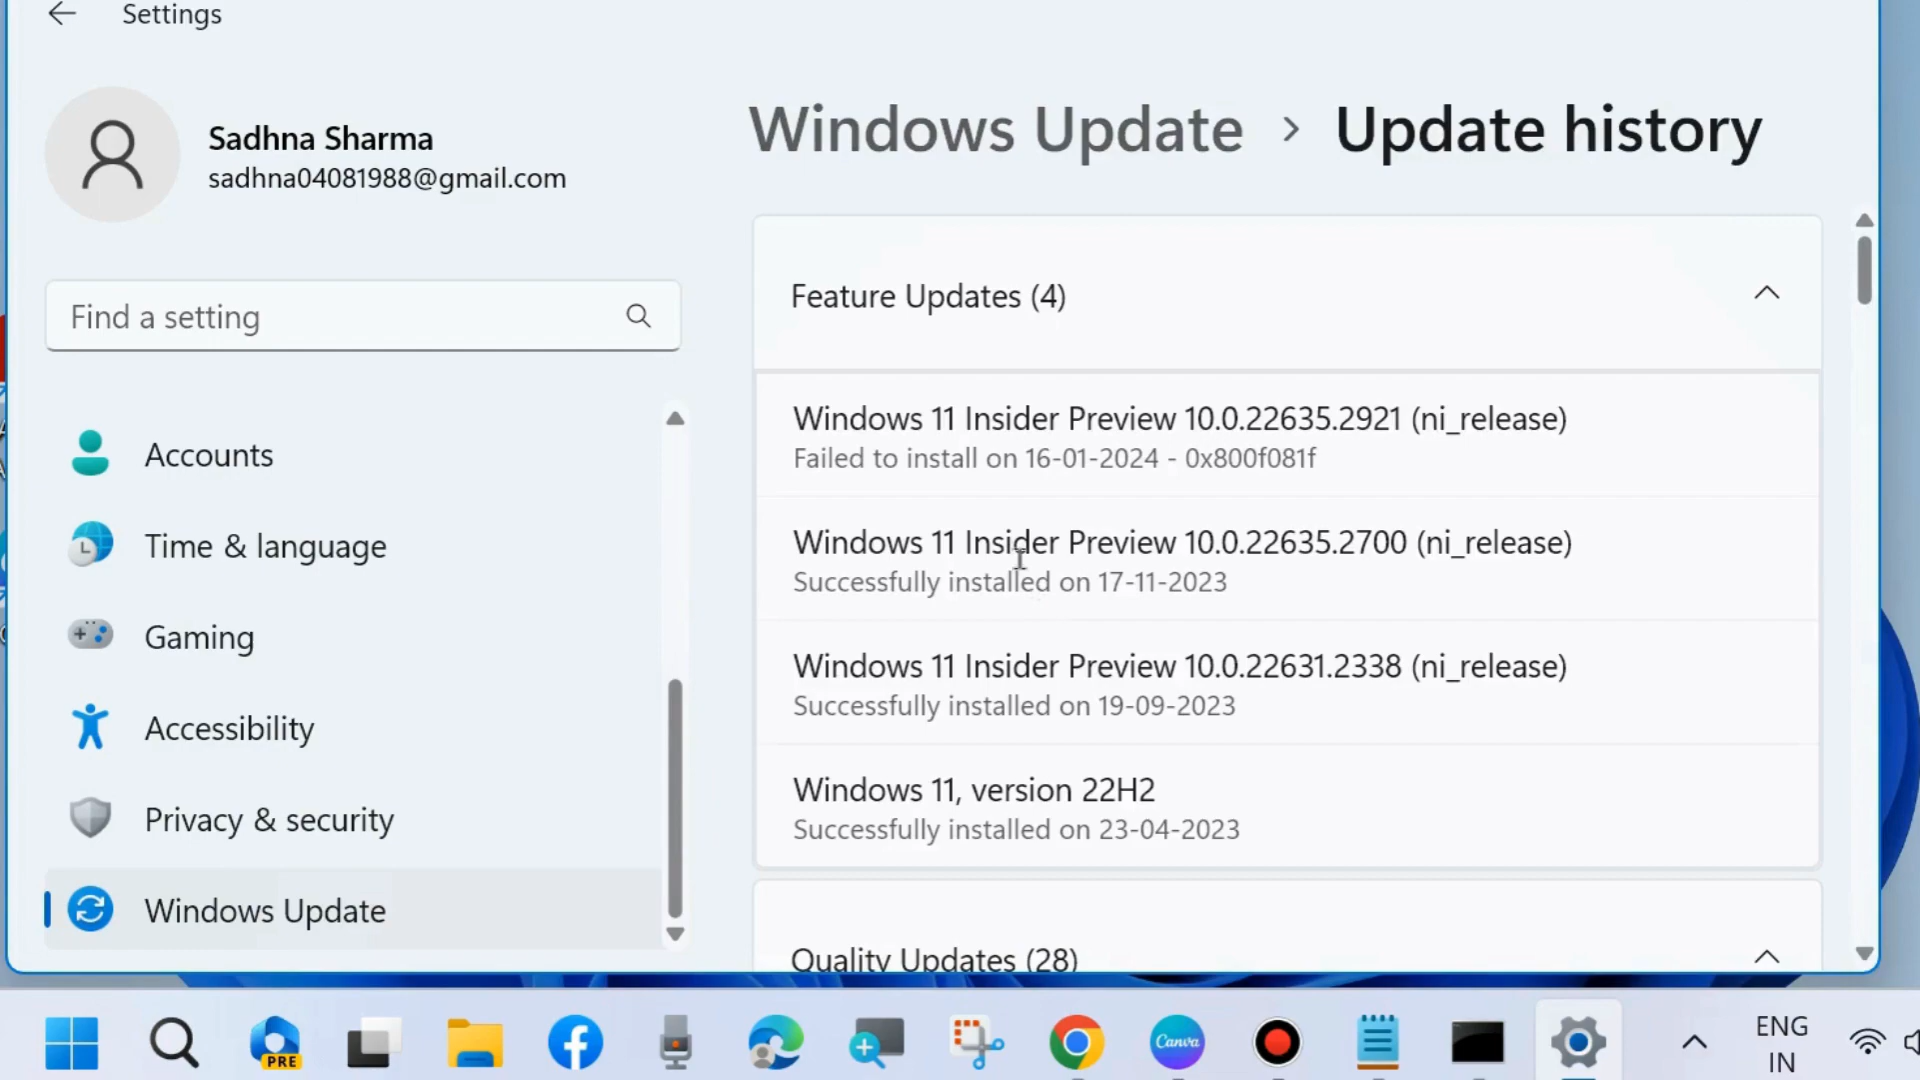 Settings
Sadhna Sharma
sadhna04081988@gmail.com
Find a setting
Accounts
Time & language
Gaming
Accessibility
Privacy & security
Windows Update
Windows Update > Update history
Feature Updates (4)
Windows 11 Insider Preview 10.0.22635.2921 (ni_release)
Failed to install on 16-01-2024 - 0x800f081f
Windows 11 Insider Preview 10.0.22635.2700 (ni_release)
Successfully installed on 17-11-2023
Windows 11 Insider Preview 10.0.22631.2338 (ni_release)
Successfully installed on 19-09-2023
Windows 11, version 22H2
Successfully installed on 23-04-2023
Quality Updates (28)
PRE
Canva
ENG
IN